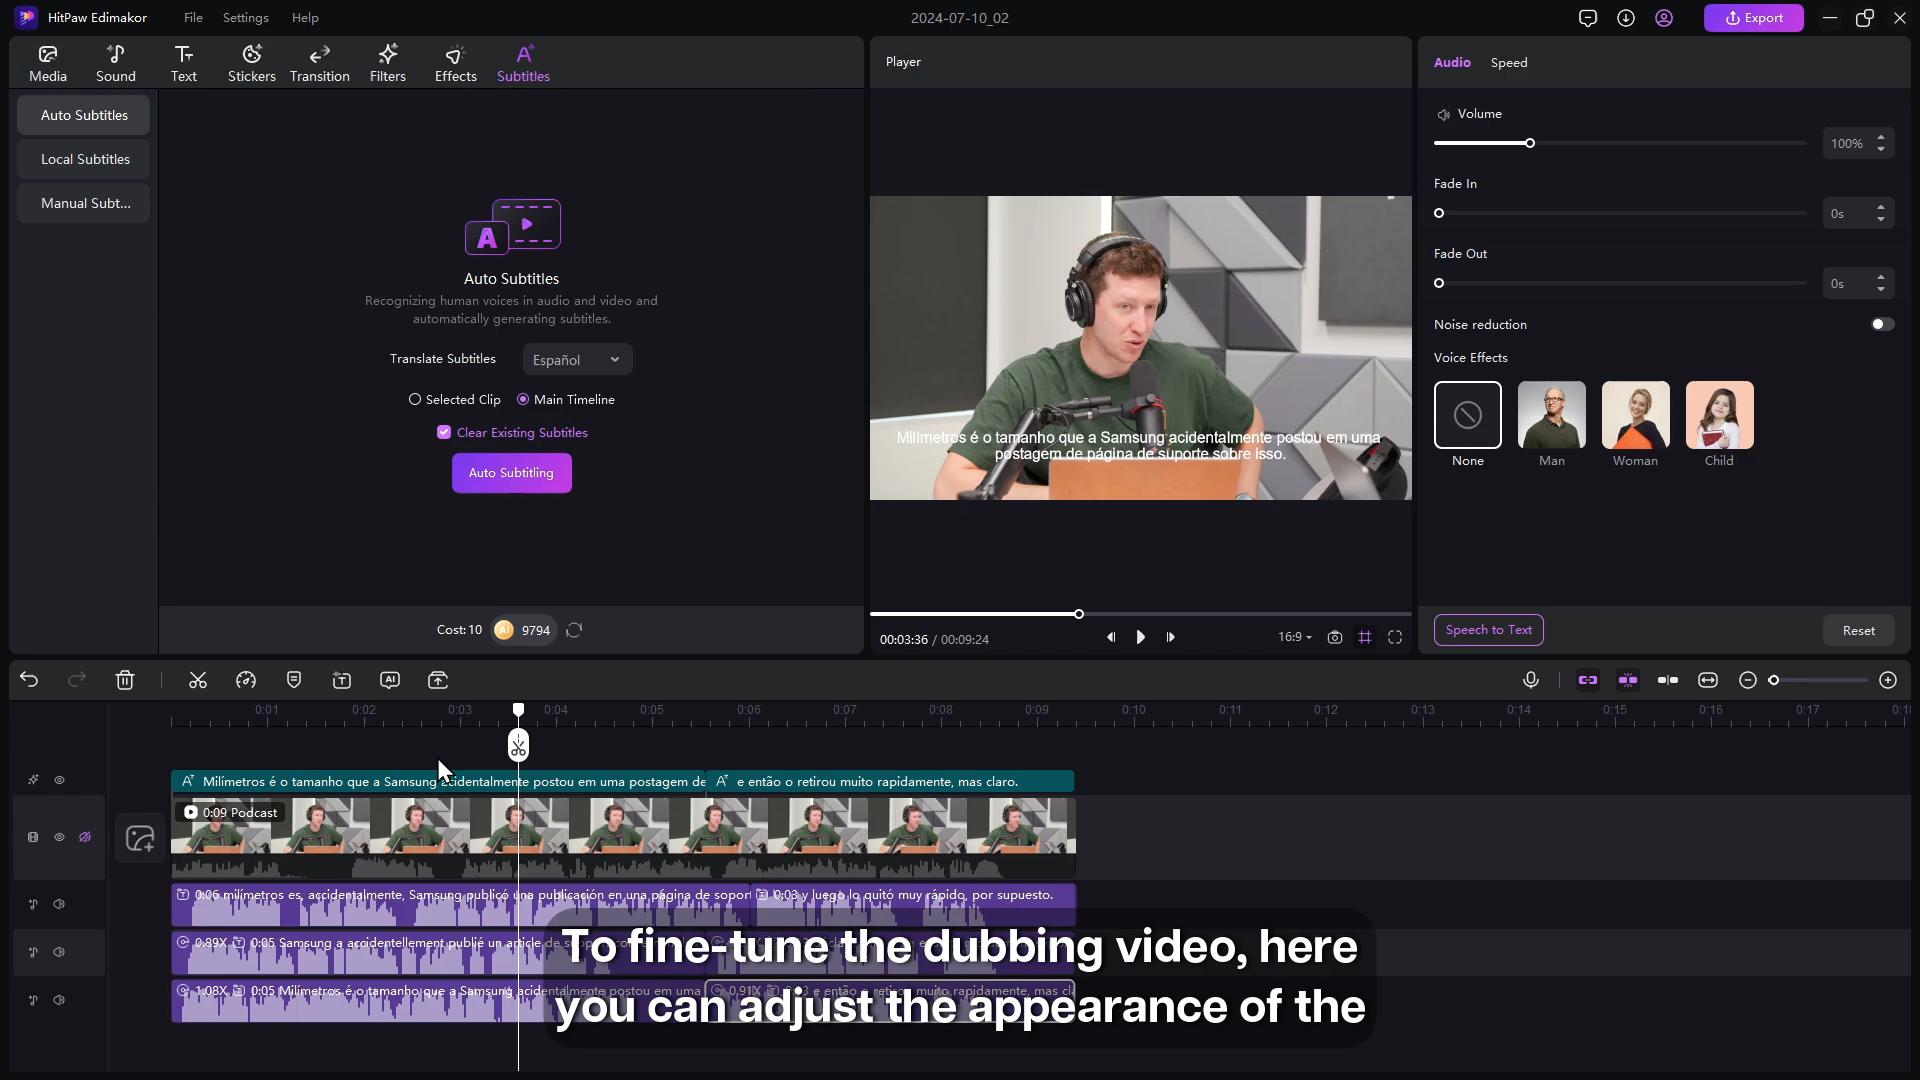 HitPaw Edimakor
File
Settings
Help
2024-07-10_02
Export
Media
Sound
Text
Stickers
Transition
Filters
Effects
Subtitles
Player
Audio
Speed
Auto Subtitles
Local Subtitles
Manual Subt...
Auto Subtitles
Recognizing human voices in audio and video and
automatically generating subtitles.
Translate Subtitles
Español
Selected Clip
Main Timeline
Clear Existing Subtitles
Auto Subtitling
Cost:10
AI
9794
Milímetros é o tamanho que a Samsung acidentalmente postou em uma
postagem de página de suporte sobre isso.
00:03:36 / 00:09:24
16:9
Volume
100%
Fade In
0s
Fade Out
0s
Noise reduction
Voice Effects
None
Man
Woman
Child
Speech to Text
Reset
0:01
0:02
0:03
0:04
0:05
0:06
0:07
0:08
0:09
0:10
0:11
0:12
0:13
0:14
0:15
0:16
0:17
Milímetros é o tamanho que a Samsung acidentalmente postou em uma postagem de
e então o retirou muito rapidamente, mas claro.
0:09 Podcast
0:06 milímetros es, accidentalmente, Samsung publicó una publicación en una página de soport
0:03 y luego lo quitó muy rápido, por supuesto.
0.89X 0:05 Samsung a accidentellement publié un article de
1.08X 0:05 Milímetros é o tamanho que a Samsung acidentalmente postou em uma
0.91X 0:03 e então o retirou muito rapidamente, mas cl
To fine-tune the dubbing video, here
you can adjust the appearance of the